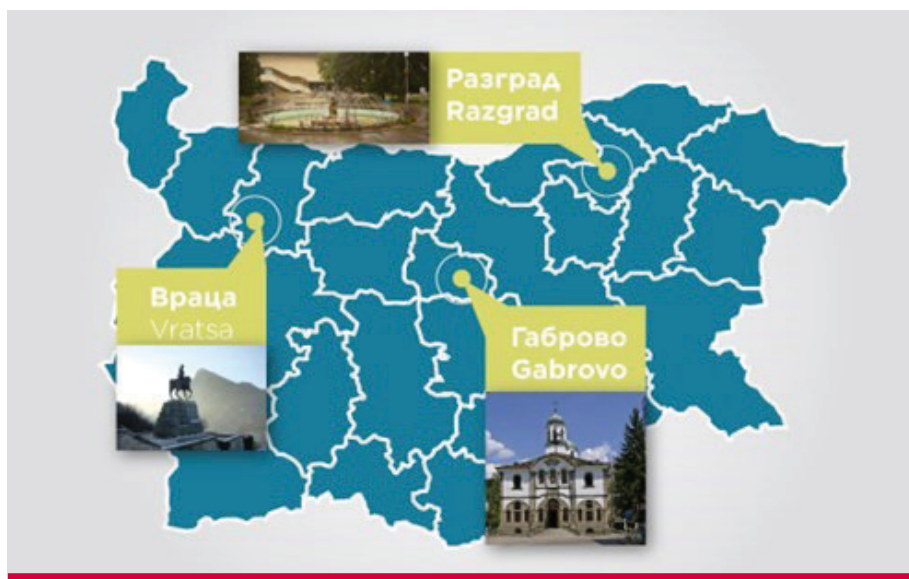 Разград
Razgrad
Враца
Vratsa
Габрово
Gabrovo